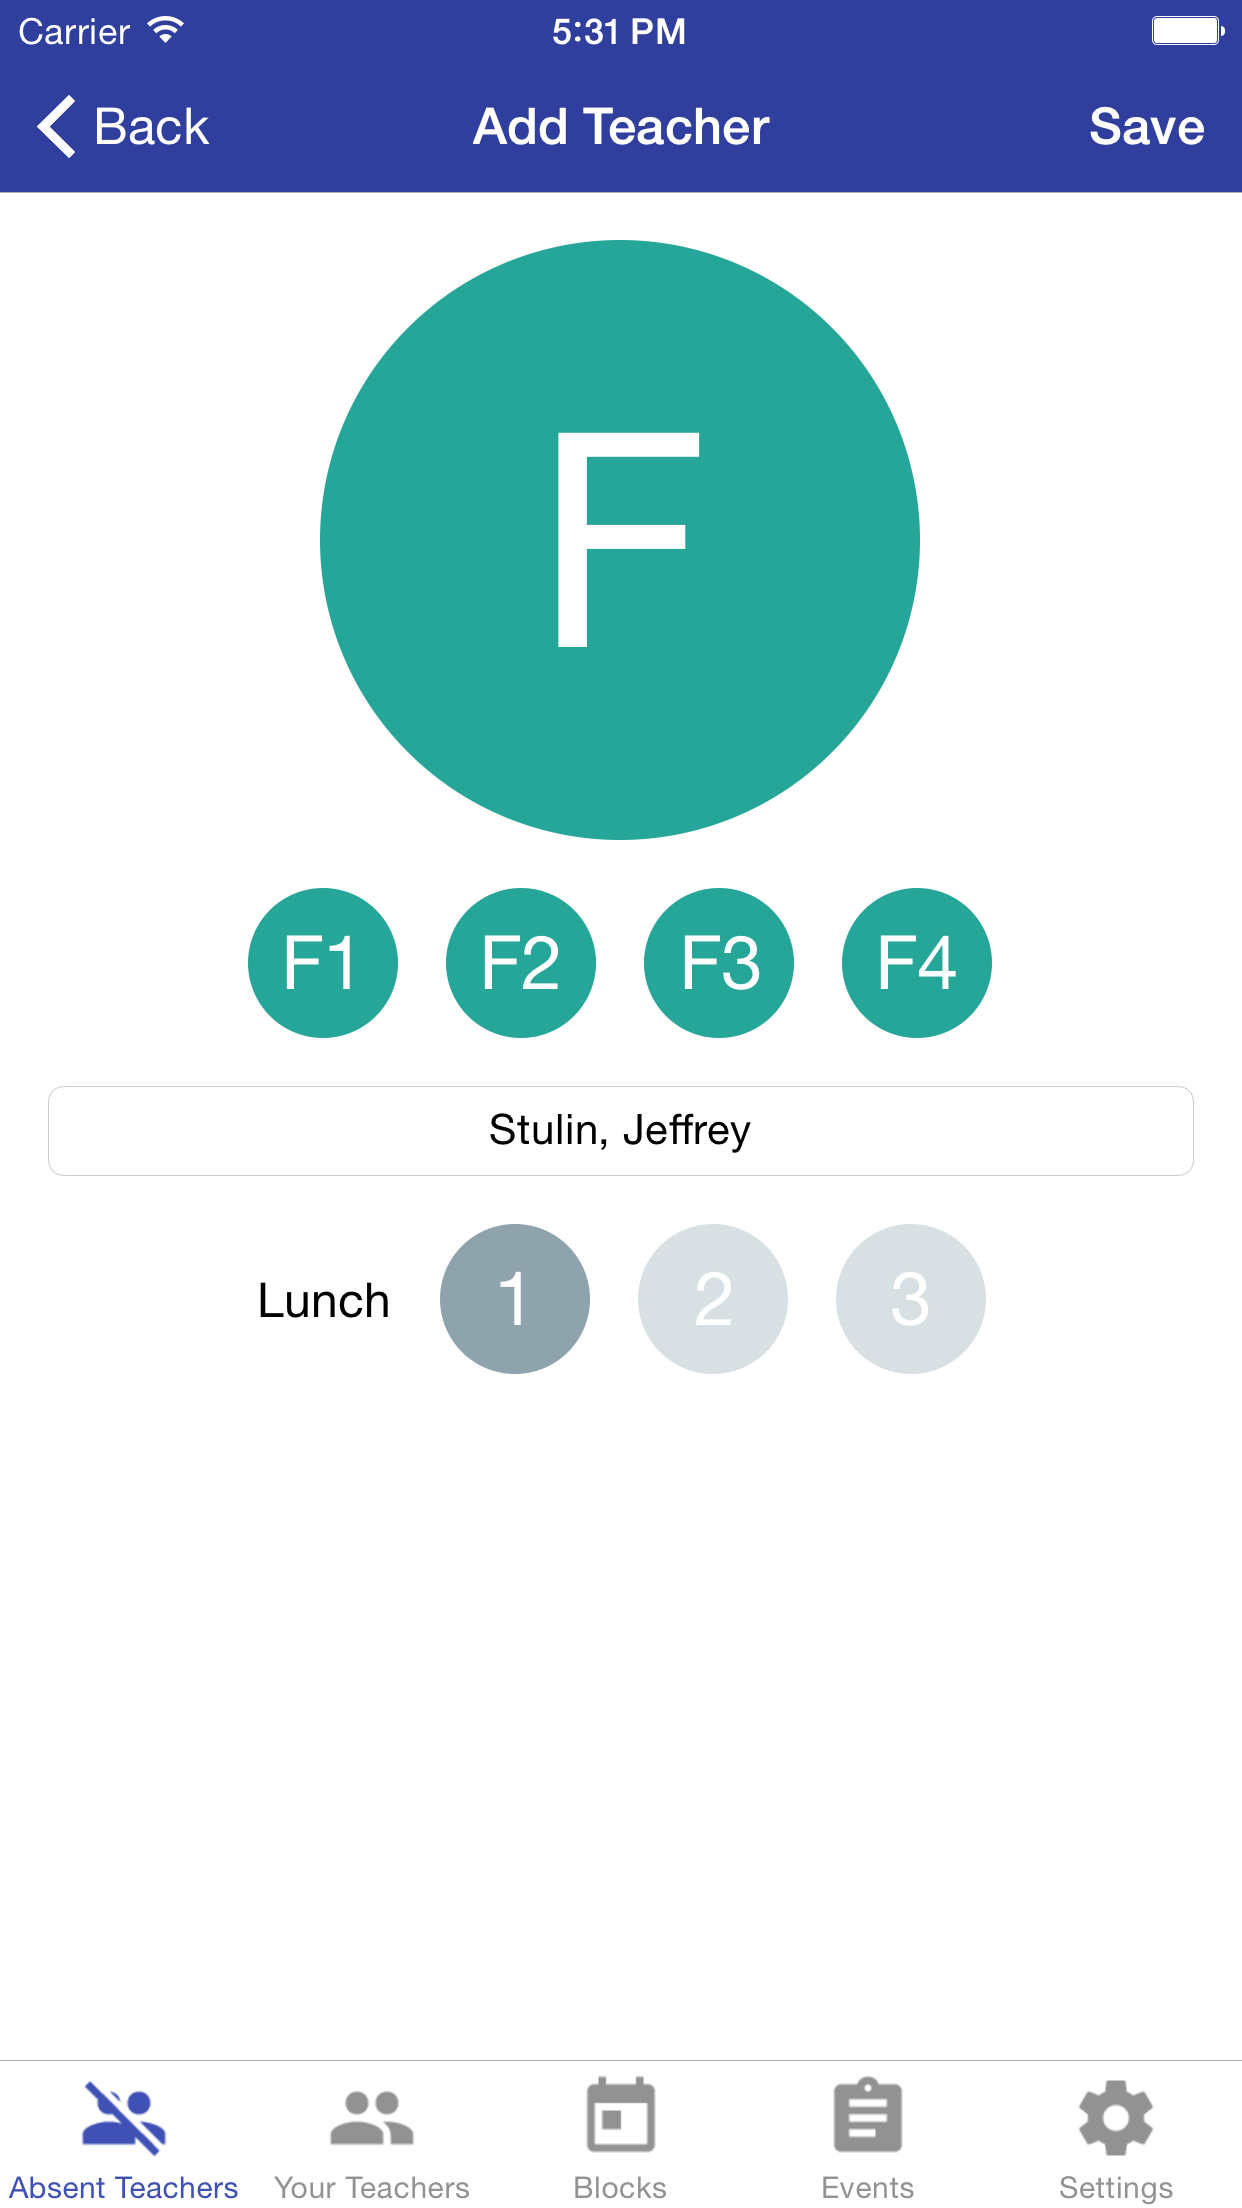 Carrier 5:31 PM
Back Add Teacher Save
F
F1 F2 F3 F4
Stulin, Jeffrey
Lunch 1 2 3
Absent Teachers Your Teachers Blocks Events Settings